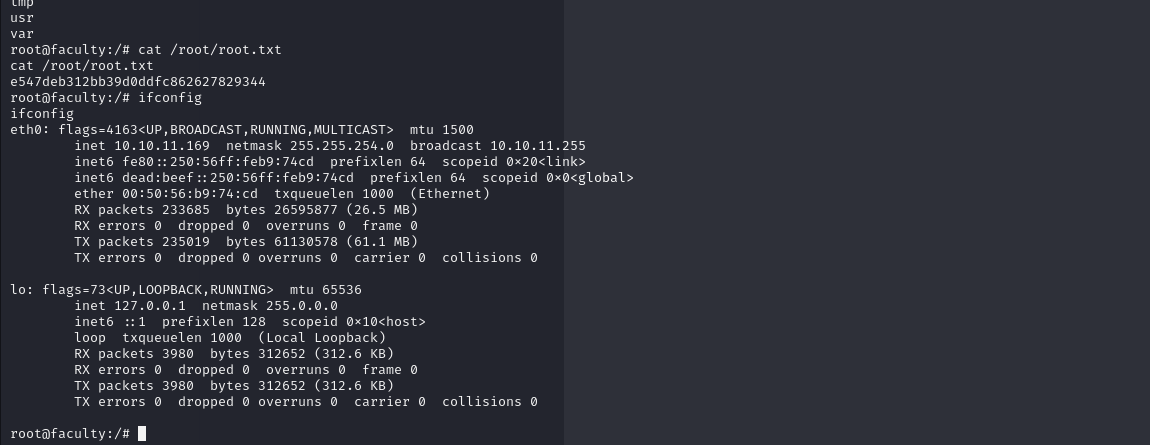 tmp
usr
var
root@faculty:/# cat /root/root.txt
cat /root/root.txt
e547deb312bb39d0ddfc862627829344
root@faculty:/# ifconfig
ifconfig
eth0: flags=4163<UP,BROADCAST,RUNNING,MULTICAST>  mtu 1500
        inet 10.10.11.169  netmask 255.255.254.0  broadcast 10.10.11.255
        inet6 fe80::250:56ff:feb9:74cd  prefixlen 64  scopeid 0×20<link>
        inet6 dead:beef::250:56ff:feb9:74cd  prefixlen 64  scopeid 0×0<global>
        ether 00:50:56:b9:74:cd  txqueuelen 1000  (Ethernet)
        RX packets 233685  bytes 26595877 (26.5 MB)
        RX errors 0  dropped 0  overruns 0  frame 0
        TX packets 235019  bytes 61130578 (61.1 MB)
        TX errors 0  dropped 0 overruns 0  carrier 0  collisions 0

lo: flags=73<UP,LOOPBACK,RUNNING>  mtu 65536
        inet 127.0.0.1  netmask 255.0.0.0
        inet6 ::1  prefixlen 128  scopeid 0×10<host>
        loop  txqueuelen 1000  (Local Loopback)
        RX packets 3980  bytes 312652 (312.6 KB)
        RX errors 0  dropped 0  overruns 0  frame 0
        TX packets 3980  bytes 312652 (312.6 KB)
        TX errors 0  dropped 0 overruns 0  carrier 0  collisions 0

root@faculty:/#